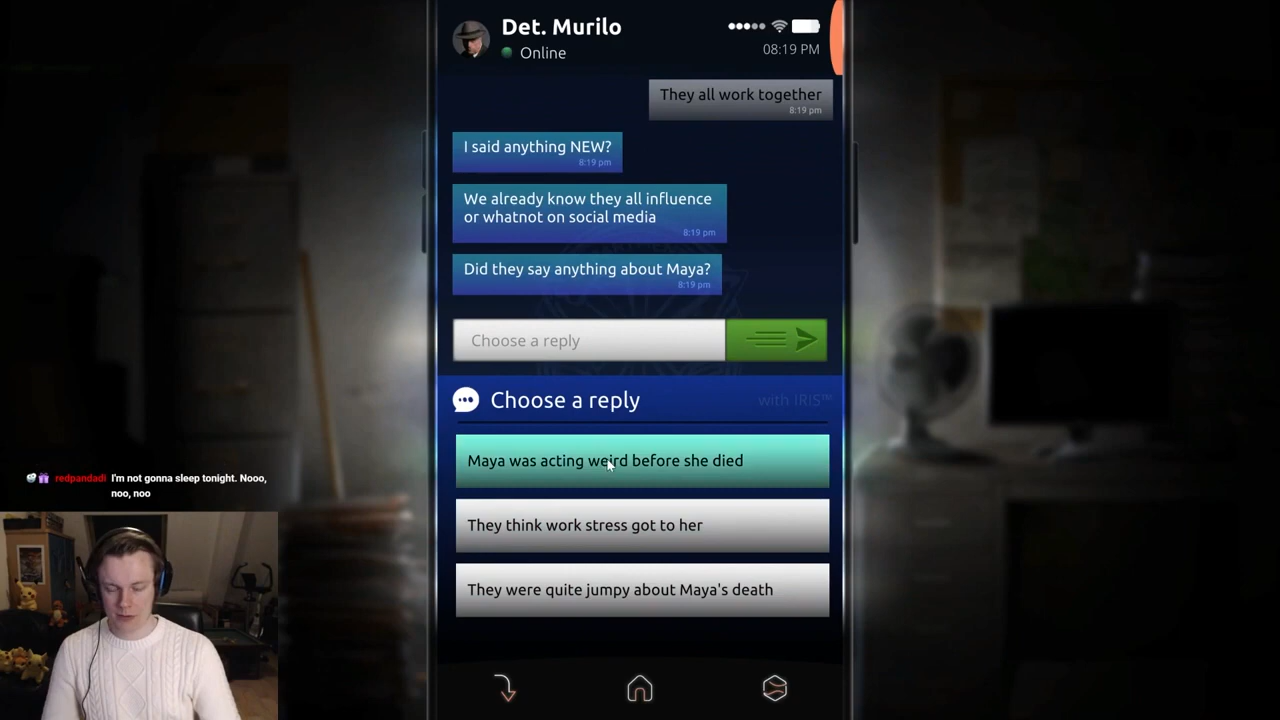 Det. Murilo
Online
08:19 PM
They all work together
8:19 pm
I said anything NEW?
8:19 pm
We already know they all influence
or whatnot on social media
8:19 pm
Did they say anything about Maya?
8:19 pm
Choose a reply
Choose a reply
with IRIS™
Maya was acting weird before she died
They think work stress got to her
They were quite jumpy about Maya's death
redpandadi I'm not gonna sleep tonight. Nooo,
noo, noo